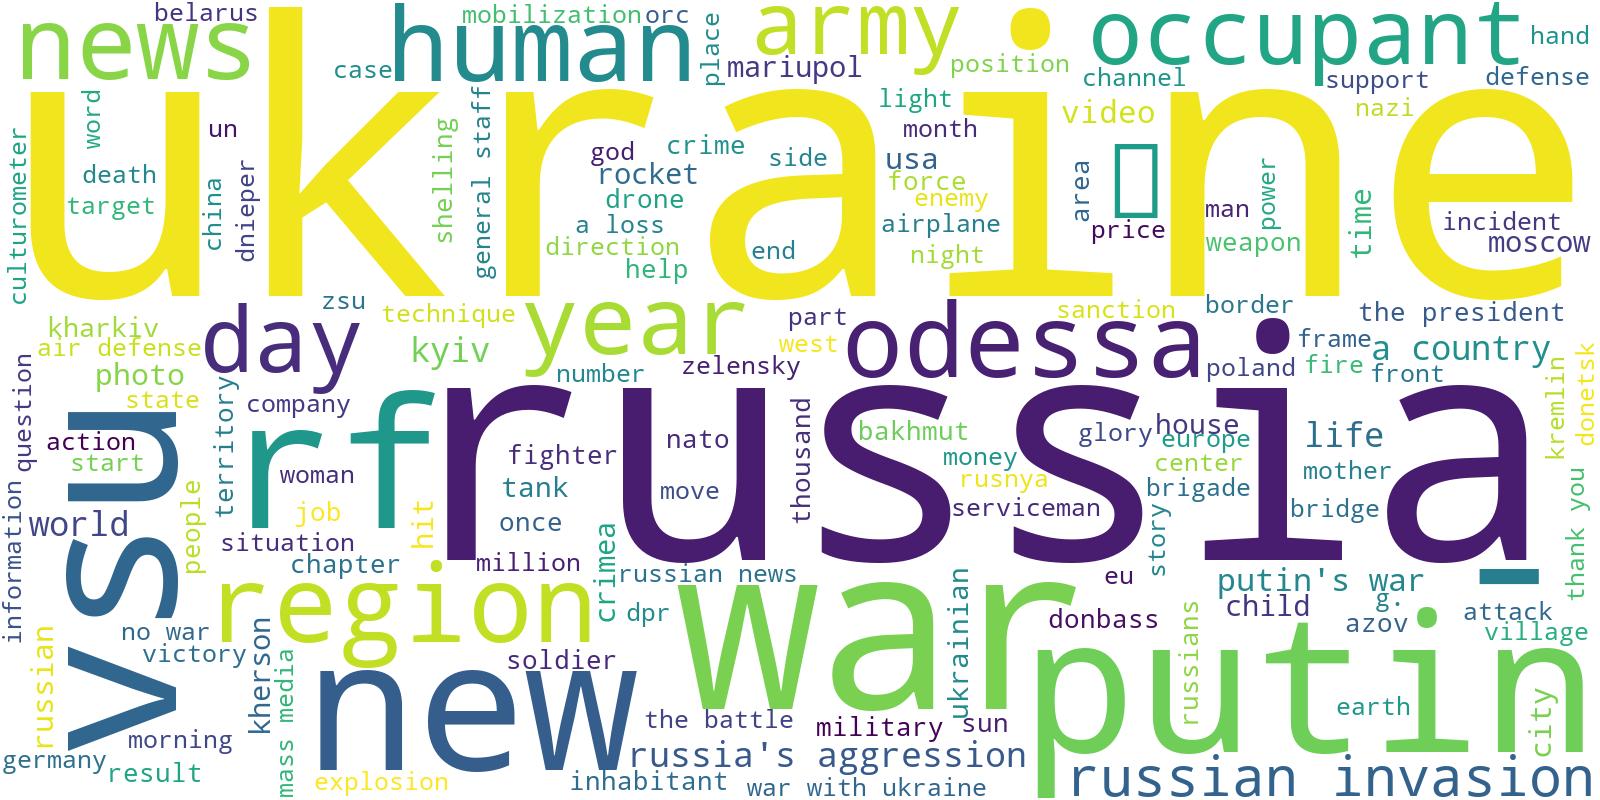 belarus
mobilization
orc
news
human
place
army
occupant
hand
case
mariupol
position
channel
support
defense
ukraine
word
un
general staff
light
month
video
nazi
culturometer
death
target
china
dnieper
shelling
god
crime
side
usa
rocket
force
drone
enemy
a loss
airplane
direction
end
night
help
area
man
power
price
weapon
time
incident
moscow
zsu
technique
year
part
sanction
border
the president
kharkiv
day
odessa
air defense
kyiv
west
frame
a country
photo
number
zelensky
poland
fire
front
state
question
territory
company
rf
russia
thousand
kremlin
donetsk
vsu
action
start
nato
bakhmut
glory
house
europe
life
fighter
money
center
woman
tank
move
rusnya
brigade
mother
people
job
hit
once
serviceman
bridge
world
situation
story
thank you
information
chapter
million
crimea
russian news
eu
putin's war
region
war
g.
dpr
donbass
child
azov
attack
no war
village
russian
victory
kherson
mass media
soldier
ukrainian
putin
russians
new
the battle
military
sun
earth
city
morning
germany
result
russia's aggression
explosion
inhabitant
war with ukraine
russian invasion